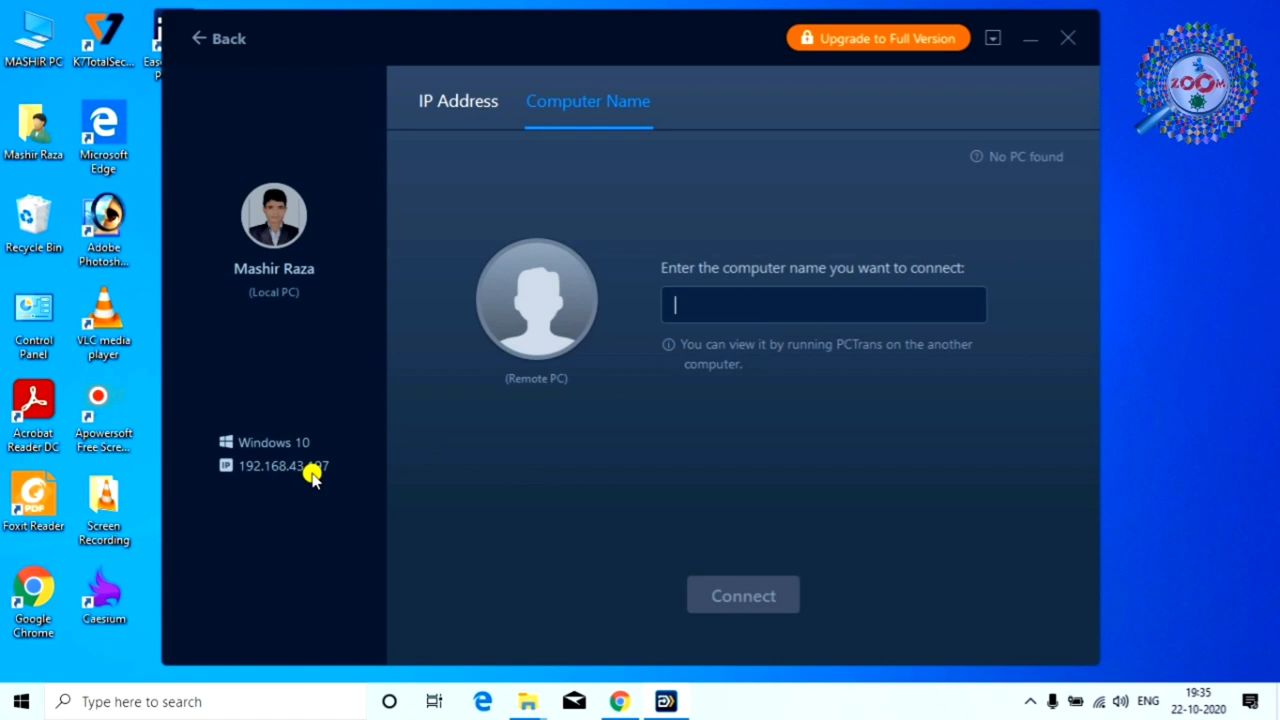 MASHIR PC
K7TotalSec...
Mashir Raza
Microsoft
Edge
Recycle Bin
Adobe
Photosh...
Control
Panel
VLC media
player
Acrobat
Reader DC
Apowersoft
Free Scre...
Foxit Reader
Screen
Recording
Google
Chrome
Caesium
Back
Upgrade to Full Version
IP Address
Computer Name
No PC found
Mashir Raza
(Local PC)
Enter the computer name you want to connect:
You can view it by running PCTrans on the another
computer.
(Remote PC)
Windows 10
IP
Connect
ZOOM
Type here to search
ENG
19:35
22-10-2020